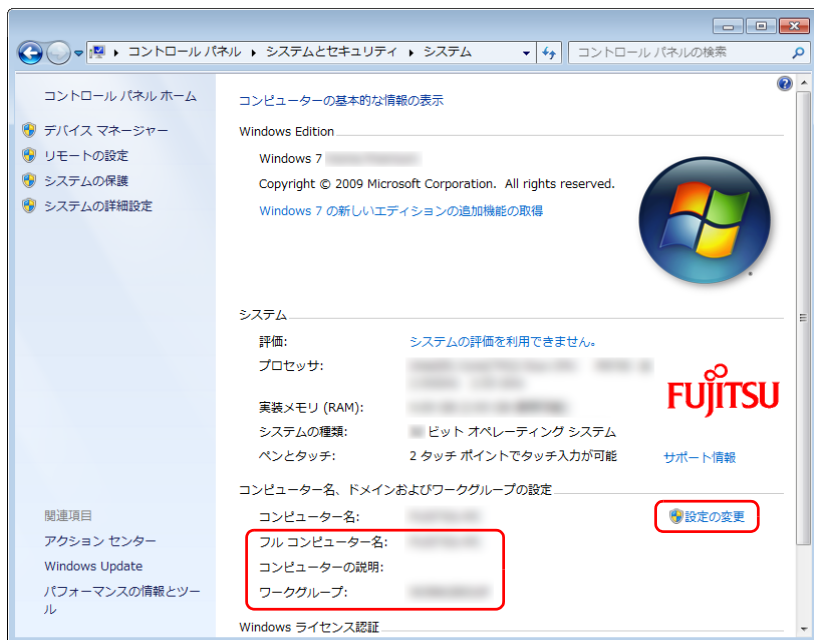 コントロール パネル ▸ システムとセキュリティ ▸ システム
コントロール パネルの検索
コントロール パネル ホーム
デバイス マネージャー
リモートの設定
システムの保護
システムの詳細設定
コンピューターの基本的な情報の表示
Windows Edition
Windows 7
Copyright © 2009 Microsoft Corporation. All rights reserved.
Windows 7 の新しいエディションの追加機能の取得
システム
評価: システムの評価を利用できません。
プロセッサ:
実装メモリ (RAM):
システムの種類: ビット オペレーティング システム
ペンとタッチ: 2 タッチ ポイントでタッチ入力が可能
FUJITSU
サポート情報
コンピューター名、ドメインおよびワークグループの設定
コンピューター名:
設定の変更
フル コンピューター名:
コンピューターの説明:
ワークグループ:
Windows ライセンス認証
関連項目
アクション センター
Windows Update
パフォーマンスの情報とツー
ル